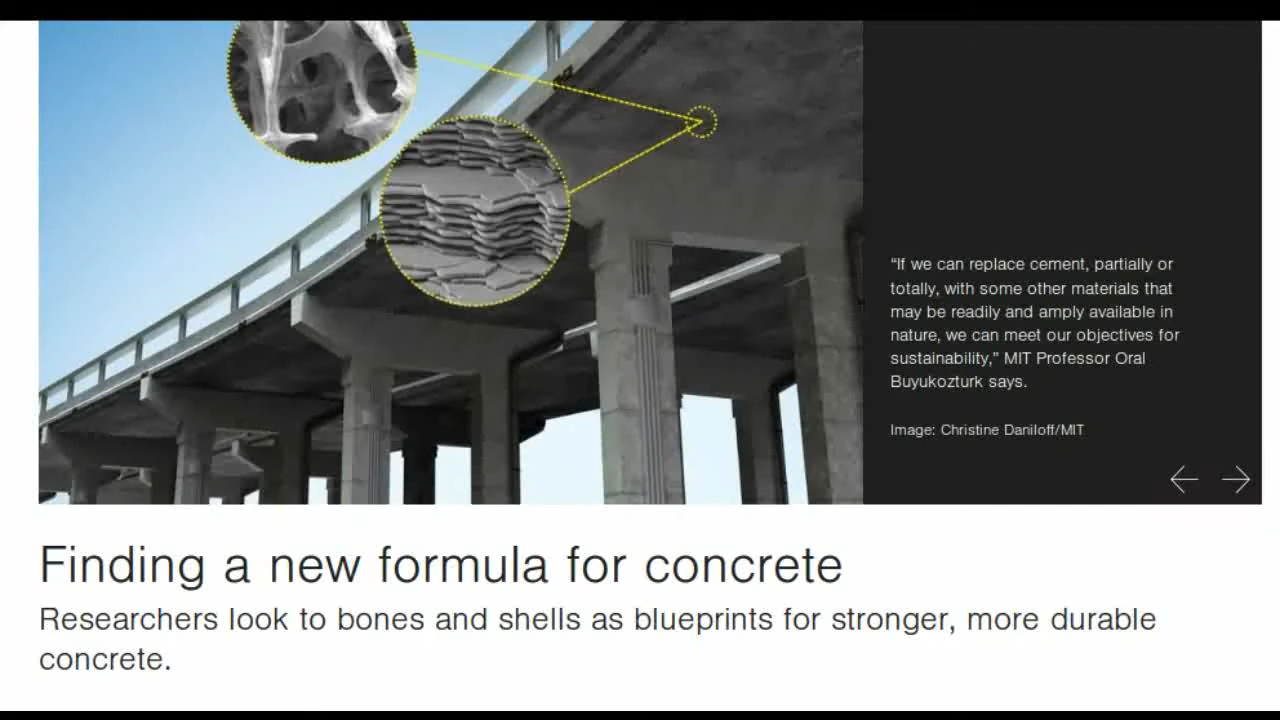 “If we can replace cement, partially or
totally, with some other materials that
may be readily and amply available in
nature, we can meet our objectives for
sustainability,” MIT Professor Oral
Buyukozturk says.
Image: Christine Daniloff/MIT
Finding a new formula for concrete
Researchers look to bones and shells as blueprints for stronger, more durable
concrete.